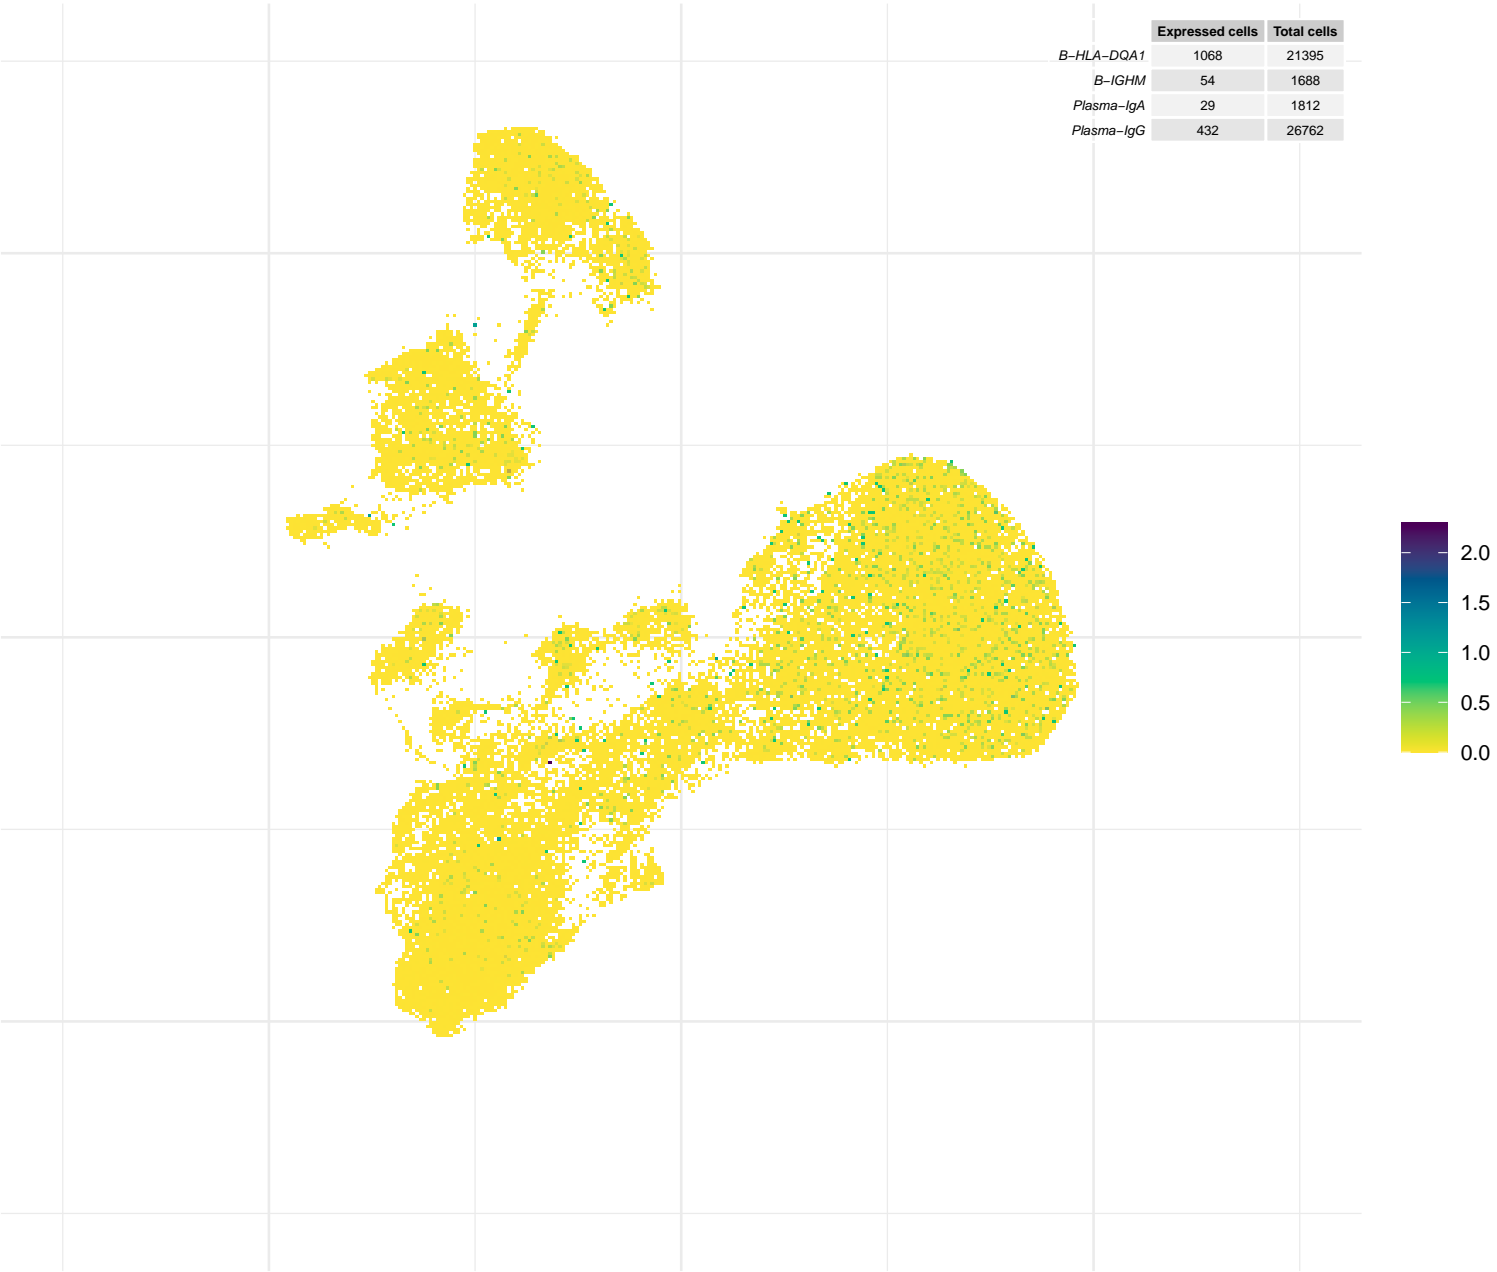 Expressed cells Total cells
B-HLA-DQA1 1068 21395
B-IGHM 54 1688
Plasma-IgA 29 1812
Plasma-IgG 432 26762
2.0
1.5
1.0
0.5
0.0